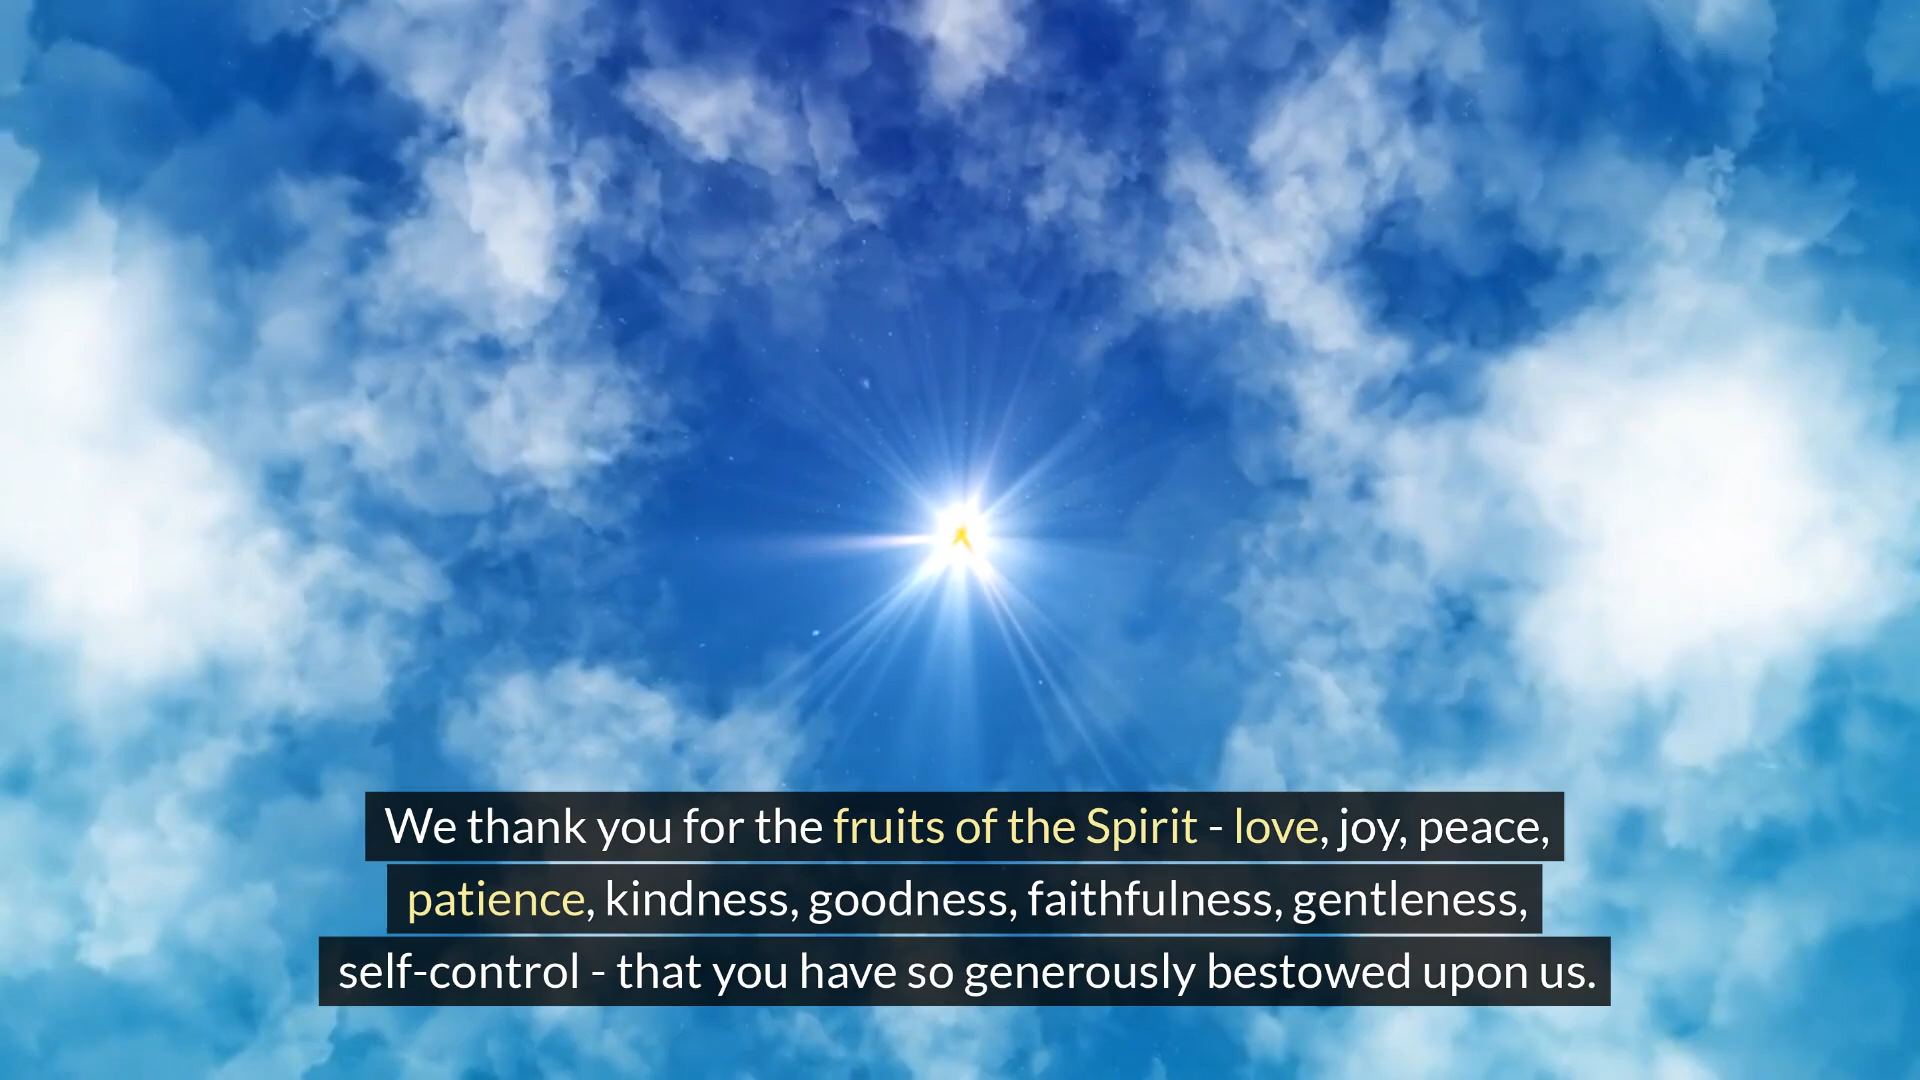 We thank you for the fruits of the Spirit - love, joy, peace,
patience, kindness, goodness, faithfulness, gentleness,
self-control - that you have so generously bestowed upon us.